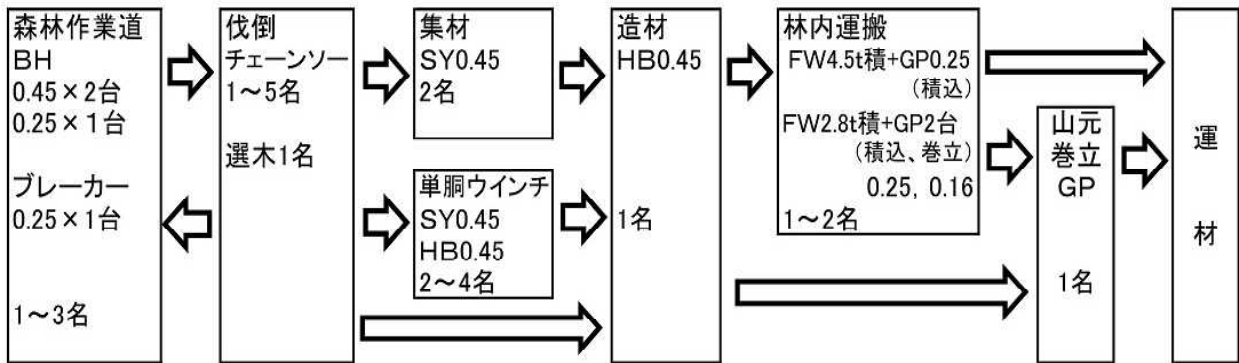 森林作業道
BH
0.45×2台
0.25×1台
ブレーカー
0.25×1台
1～3名
伐倒
チェーンソー
1～5名
選木1名
集材
SY0.45
2名
単胴ウインチ
SY0.45
HB0.45
2～4名
造材
HB0.45
1名
林内運搬
FW4.5t積+GP0.25
(積込)
FW2.8t積+GP2台
(積込、巻立)
0.25, 0.16
1～2名
山元
巻立
GP
1名
運
材